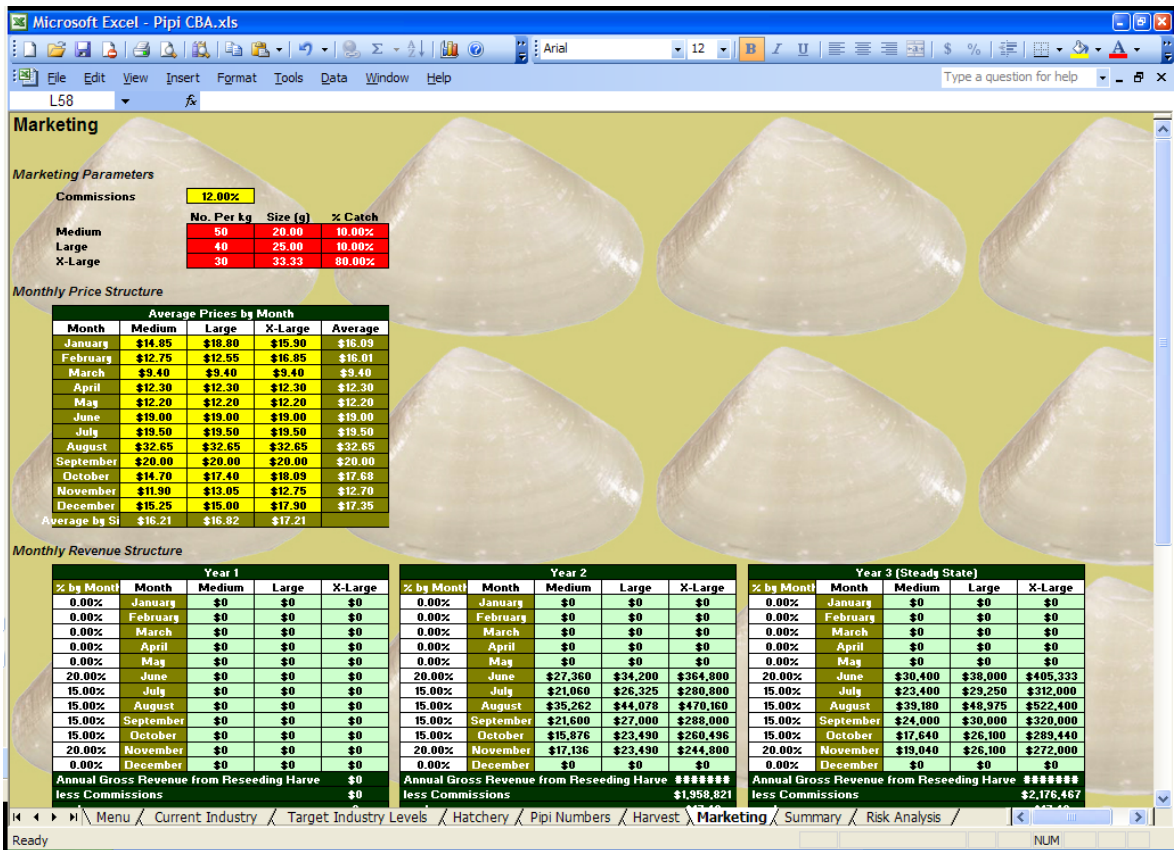 Microsoft Excel - Pipi CBA.xls
Arial 12 B I U $ %
File Edit View Insert Format Tools Data Window Help Type a question for help
L58 fx
Marketing
Marketing Parameters
Commissions 12.00%
No. Per kg Size (g) % Catch
Medium 50 20.00 10.00%
Large 40 25.00 10.00%
X-Large 30 33.33 80.00%
Monthly Price Structure
Average Prices by Month
Month Medium Large X-Large Average
January $14.85 $18.80 $15.90 $16.09
February $12.75 $12.55 $16.85 $16.01
March $9.40 $9.40 $9.40 $9.40
April $12.30 $12.30 $12.30 $12.30
May $12.20 $12.20 $12.20 $12.20
June $19.00 $19.00 $19.00 $19.00
July $19.50 $19.50 $19.50 $19.50
August $32.65 $32.65 $32.65 $32.65
September $20.00 $20.00 $20.00 $20.00
October $14.70 $17.40 $18.09 $17.68
November $11.90 $13.05 $12.75 $12.70
December $15.25 $15.00 $17.90 $17.35
Average by Si $16.21 $16.82 $17.21
Monthly Revenue Structure
Year 1 Year 2 Year 3 (Steady State)
% by Month Month Medium Large X-Large % by Month Month Medium Large X-Large % by Month Month Medium Large X-Large
0.00% January $0 $0 $0 0.00% January $0 $0 $0 0.00% January $0 $0 $0
0.00% February $0 $0 $0 0.00% February $0 $0 $0 0.00% February $0 $0 $0
0.00% March $0 $0 $0 0.00% March $0 $0 $0 0.00% March $0 $0 $0
0.00% April $0 $0 $0 0.00% April $0 $0 $0 0.00% April $0 $0 $0
0.00% May $0 $0 $0 0.00% May $0 $0 $0 0.00% May $0 $0 $0
20.00% June $0 $0 $0 20.00% June $27,360 $34,200 $364,800 20.00% June $30,400 $38,000 $405,333
15.00% July $0 $0 $0 15.00% July $21,060 $26,325 $280,800 15.00% July $23,400 $29,250 $312,000
15.00% August $0 $0 $0 15.00% August $35,262 $44,078 $470,160 15.00% August $39,180 $48,975 $522,400
15.00% September $0 $0 $0 15.00% September $21,600 $27,000 $288,000 15.00% September $24,000 $30,000 $320,000
15.00% October $0 $0 $0 15.00% October $15,876 $23,490 $260,496 15.00% October $17,640 $26,100 $289,440
20.00% November $0 $0 $0 20.00% November $17,136 $23,490 $244,800 20.00% November $19,040 $26,100 $272,000
0.00% December $0 $0 $0 0.00% December $0 $0 $0 0.00% December $0 $0 $0
Annual Gross Revenue from Reseeding Harve $0 Annual Gross Revenue from Reseeding Harve ####### Annual Gross Revenue from Reseeding Harve #######
less Commissions $0 less Commissions $1,958,821 less Commissions $2,176,467
Menu Current Industry Target Industry Levels Hatchery Pipi Numbers Harvest Marketing Summary Risk Analysis
Ready NUM